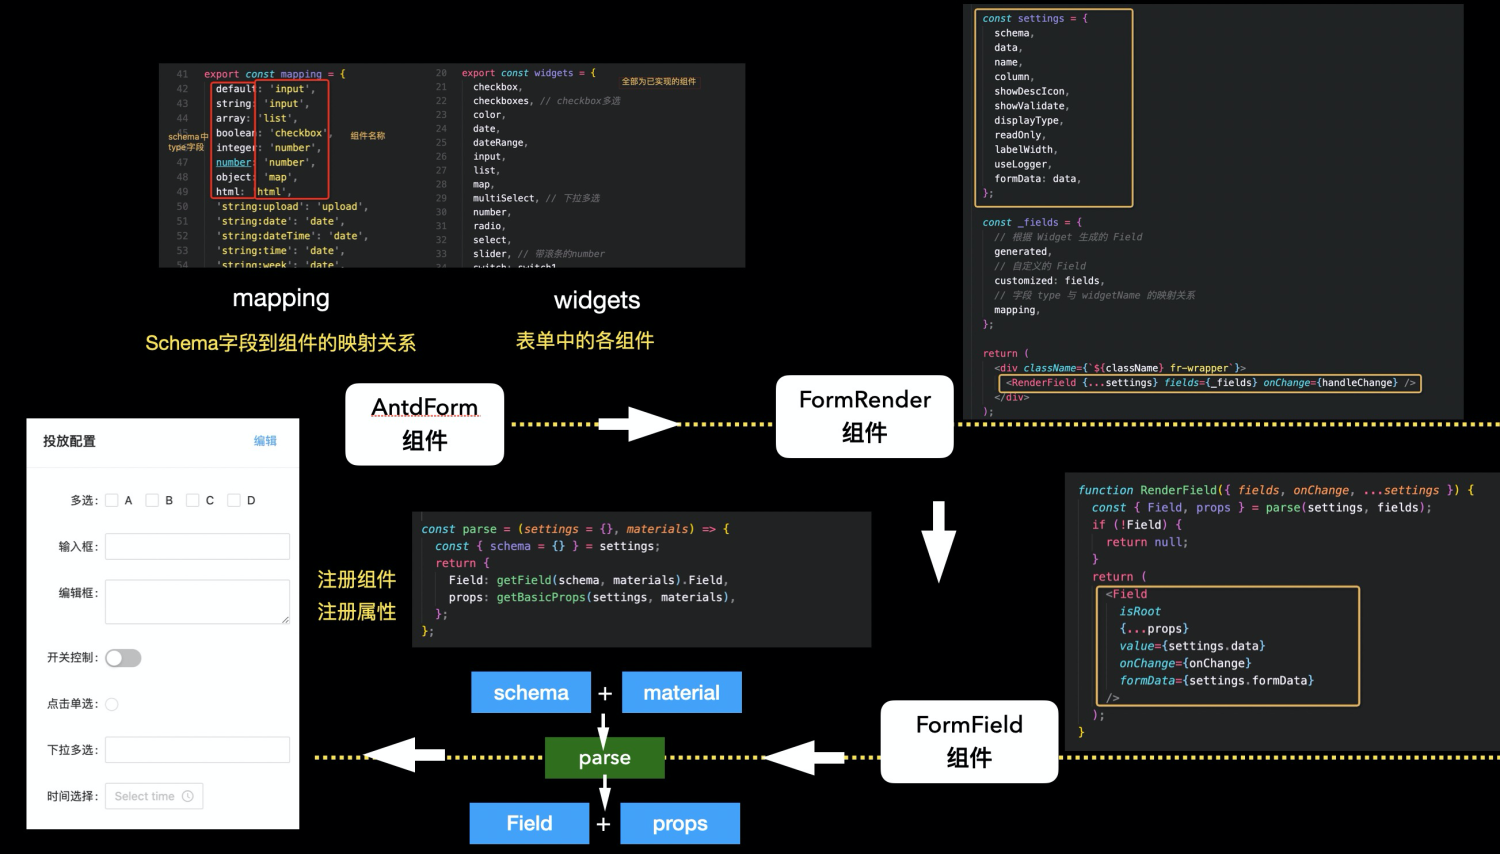 41 export const mapping = {
42 default: 'input',
43 string: 'input',
44 array: 'list',
45 boolean: 'checkbox',
integer: 'number',
47 number: 'number',
48 object: 'map',
49 html: 'html',
50 'string:upload': 'upload',
51 'string:date': 'date',
52 'string:dateTime': 'date',
53 'string:time': 'date',
54 'string:week': 'date',
schema中
type字段
组件名称
20 export const widgets = {
21 checkbox,
22 checkboxes, // checkbox多选
23 color,
24 date,
25 dateRange,
26 input,
27 list,
28 map,
29 multiSelect, // 下拉多选
30 number,
31 radio,
32 select,
33 slider, // 带滚条的number
34 switch: switch1,
全部为已实现的组件
mapping
Schema字段到组件的映射关系
widgets
表单中的各组件
const settings = {
schema,
data,
name,
column,
showDescIcon,
showValidate,
displayType,
readOnly,
labelWidth,
useLogger,
formData: data,
};
const _fields = {
// 根据 Widget 生成的 Field
generated,
// 自定义的 Field
customized: fields,
// 字段 type 与 widgetName 的映射关系
mapping,
};
return (
<div className={`${className} fr-wrapper`}>
<RenderField {...settings} fields={_fields} onChange={handleChange} />
</div>
);
AntdForm
组件
FormRender
组件
投放配置 编辑
多选: A B C D
输入框:
编辑框:
开关控制:
点击单选:
下拉多选:
时间选择: Select time
注册组件
注册属性
const parse = (settings = {}, materials) => {
const { schema = {} } = settings;
return {
Field: getField(schema, materials).Field,
props: getBasicProps(settings, materials),
};
};
function RenderField({ fields, onChange, ...settings }) {
const { Field, props } = parse(settings, fields);
if (!Field) {
return null;
}
return (
<Field
isRoot
{...props}
value={settings.data}
onChange={onChange}
formData={settings.formData}
/>
);
}
schema + material
parse
Field + props
FormField
组件